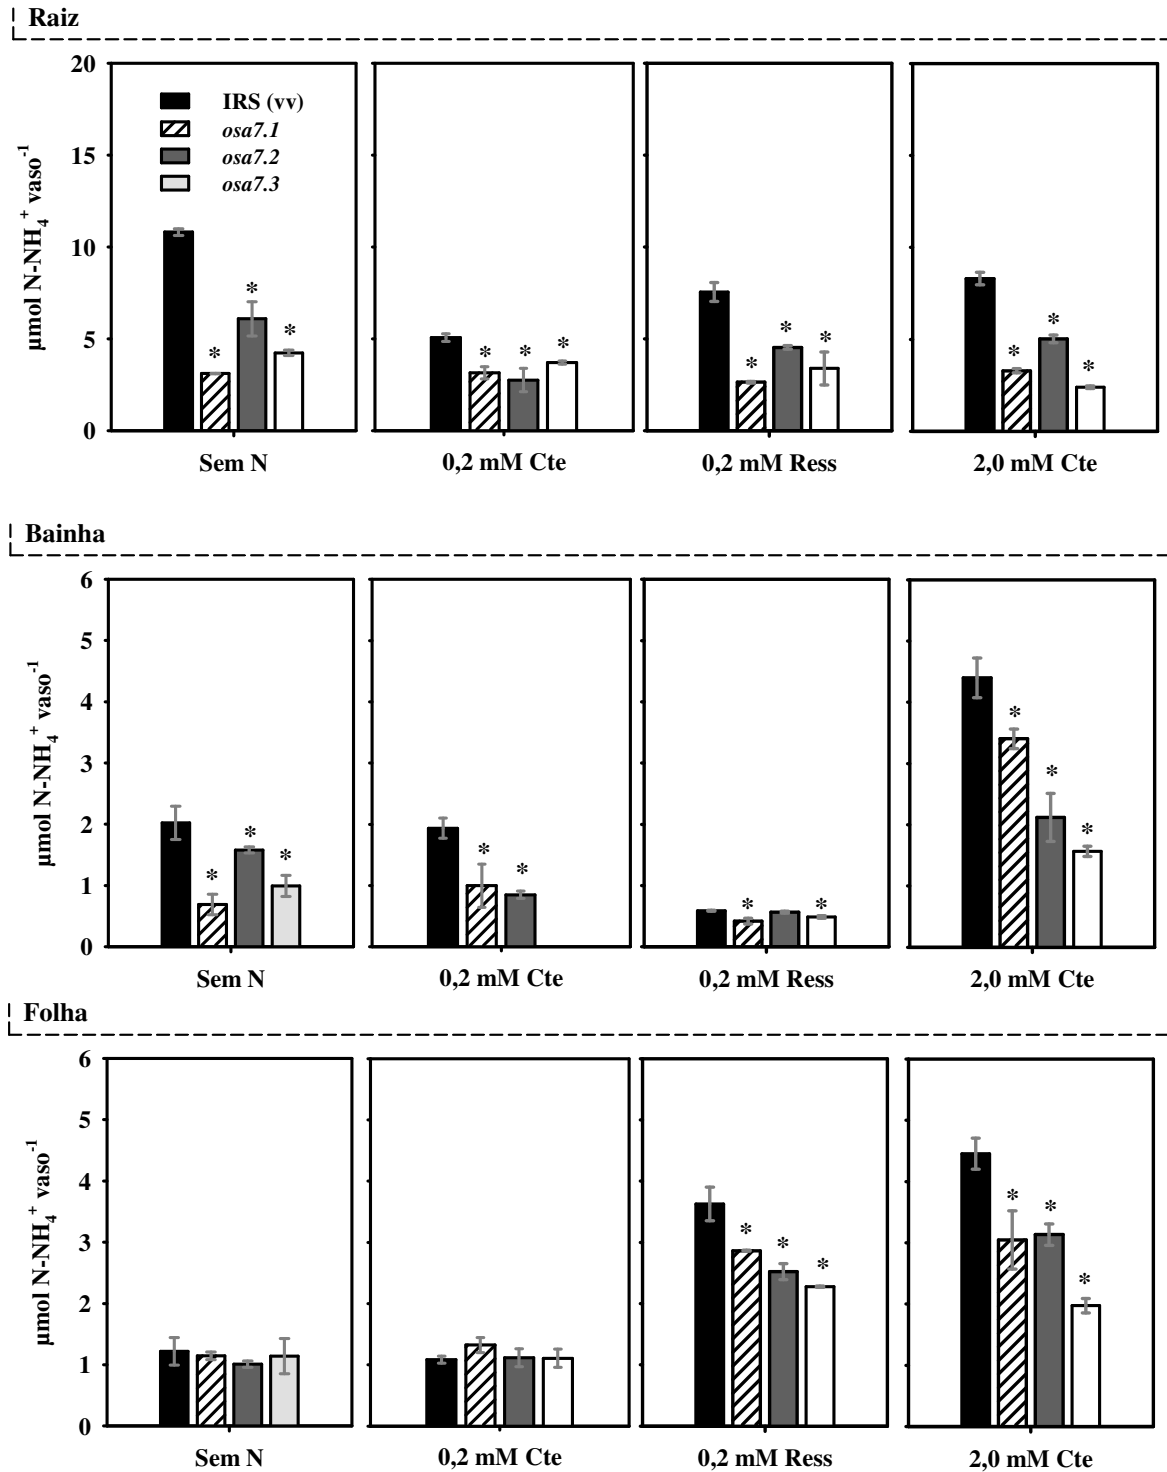 Raiz
20
15
10
5
0
µmol N-NH₄⁺ vaso⁻¹
IRS (vv)
osa7.1
osa7.2
osa7.3
* * *
* * *
* * *
* * *
Sem N 0,2 mM Cte 0,2 mM Ress 2,0 mM Cte
Bainha
6
5
4
3
2
1
0
µmol N-NH₄⁺ vaso⁻¹
* * *
* *
* *
* * *
Sem N 0,2 mM Cte 0,2 mM Ress 2,0 mM Cte
Folha
6
5
4
3
2
1
0
µmol N-NH₄⁺ vaso⁻¹
* * *
* * *
Sem N 0,2 mM Cte 0,2 mM Ress 2,0 mM Cte